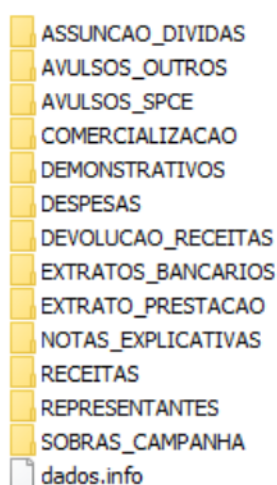 ASSUNCAO_DIVIDAS
AVULSOS_OUTROS
AVULSOS_SPCE
COMERCIALIZACAO
DEMONSTRATIVOS
DESPESAS
DEVOLUCAO_RECEITAS
EXTRATOS_BANCARIOS
EXTRATO_PRESTACAO
NOTAS_EXPLICATIVAS
RECEITAS
REPRESENTANTES
SOBRAS_CAMPANHA
dados.info